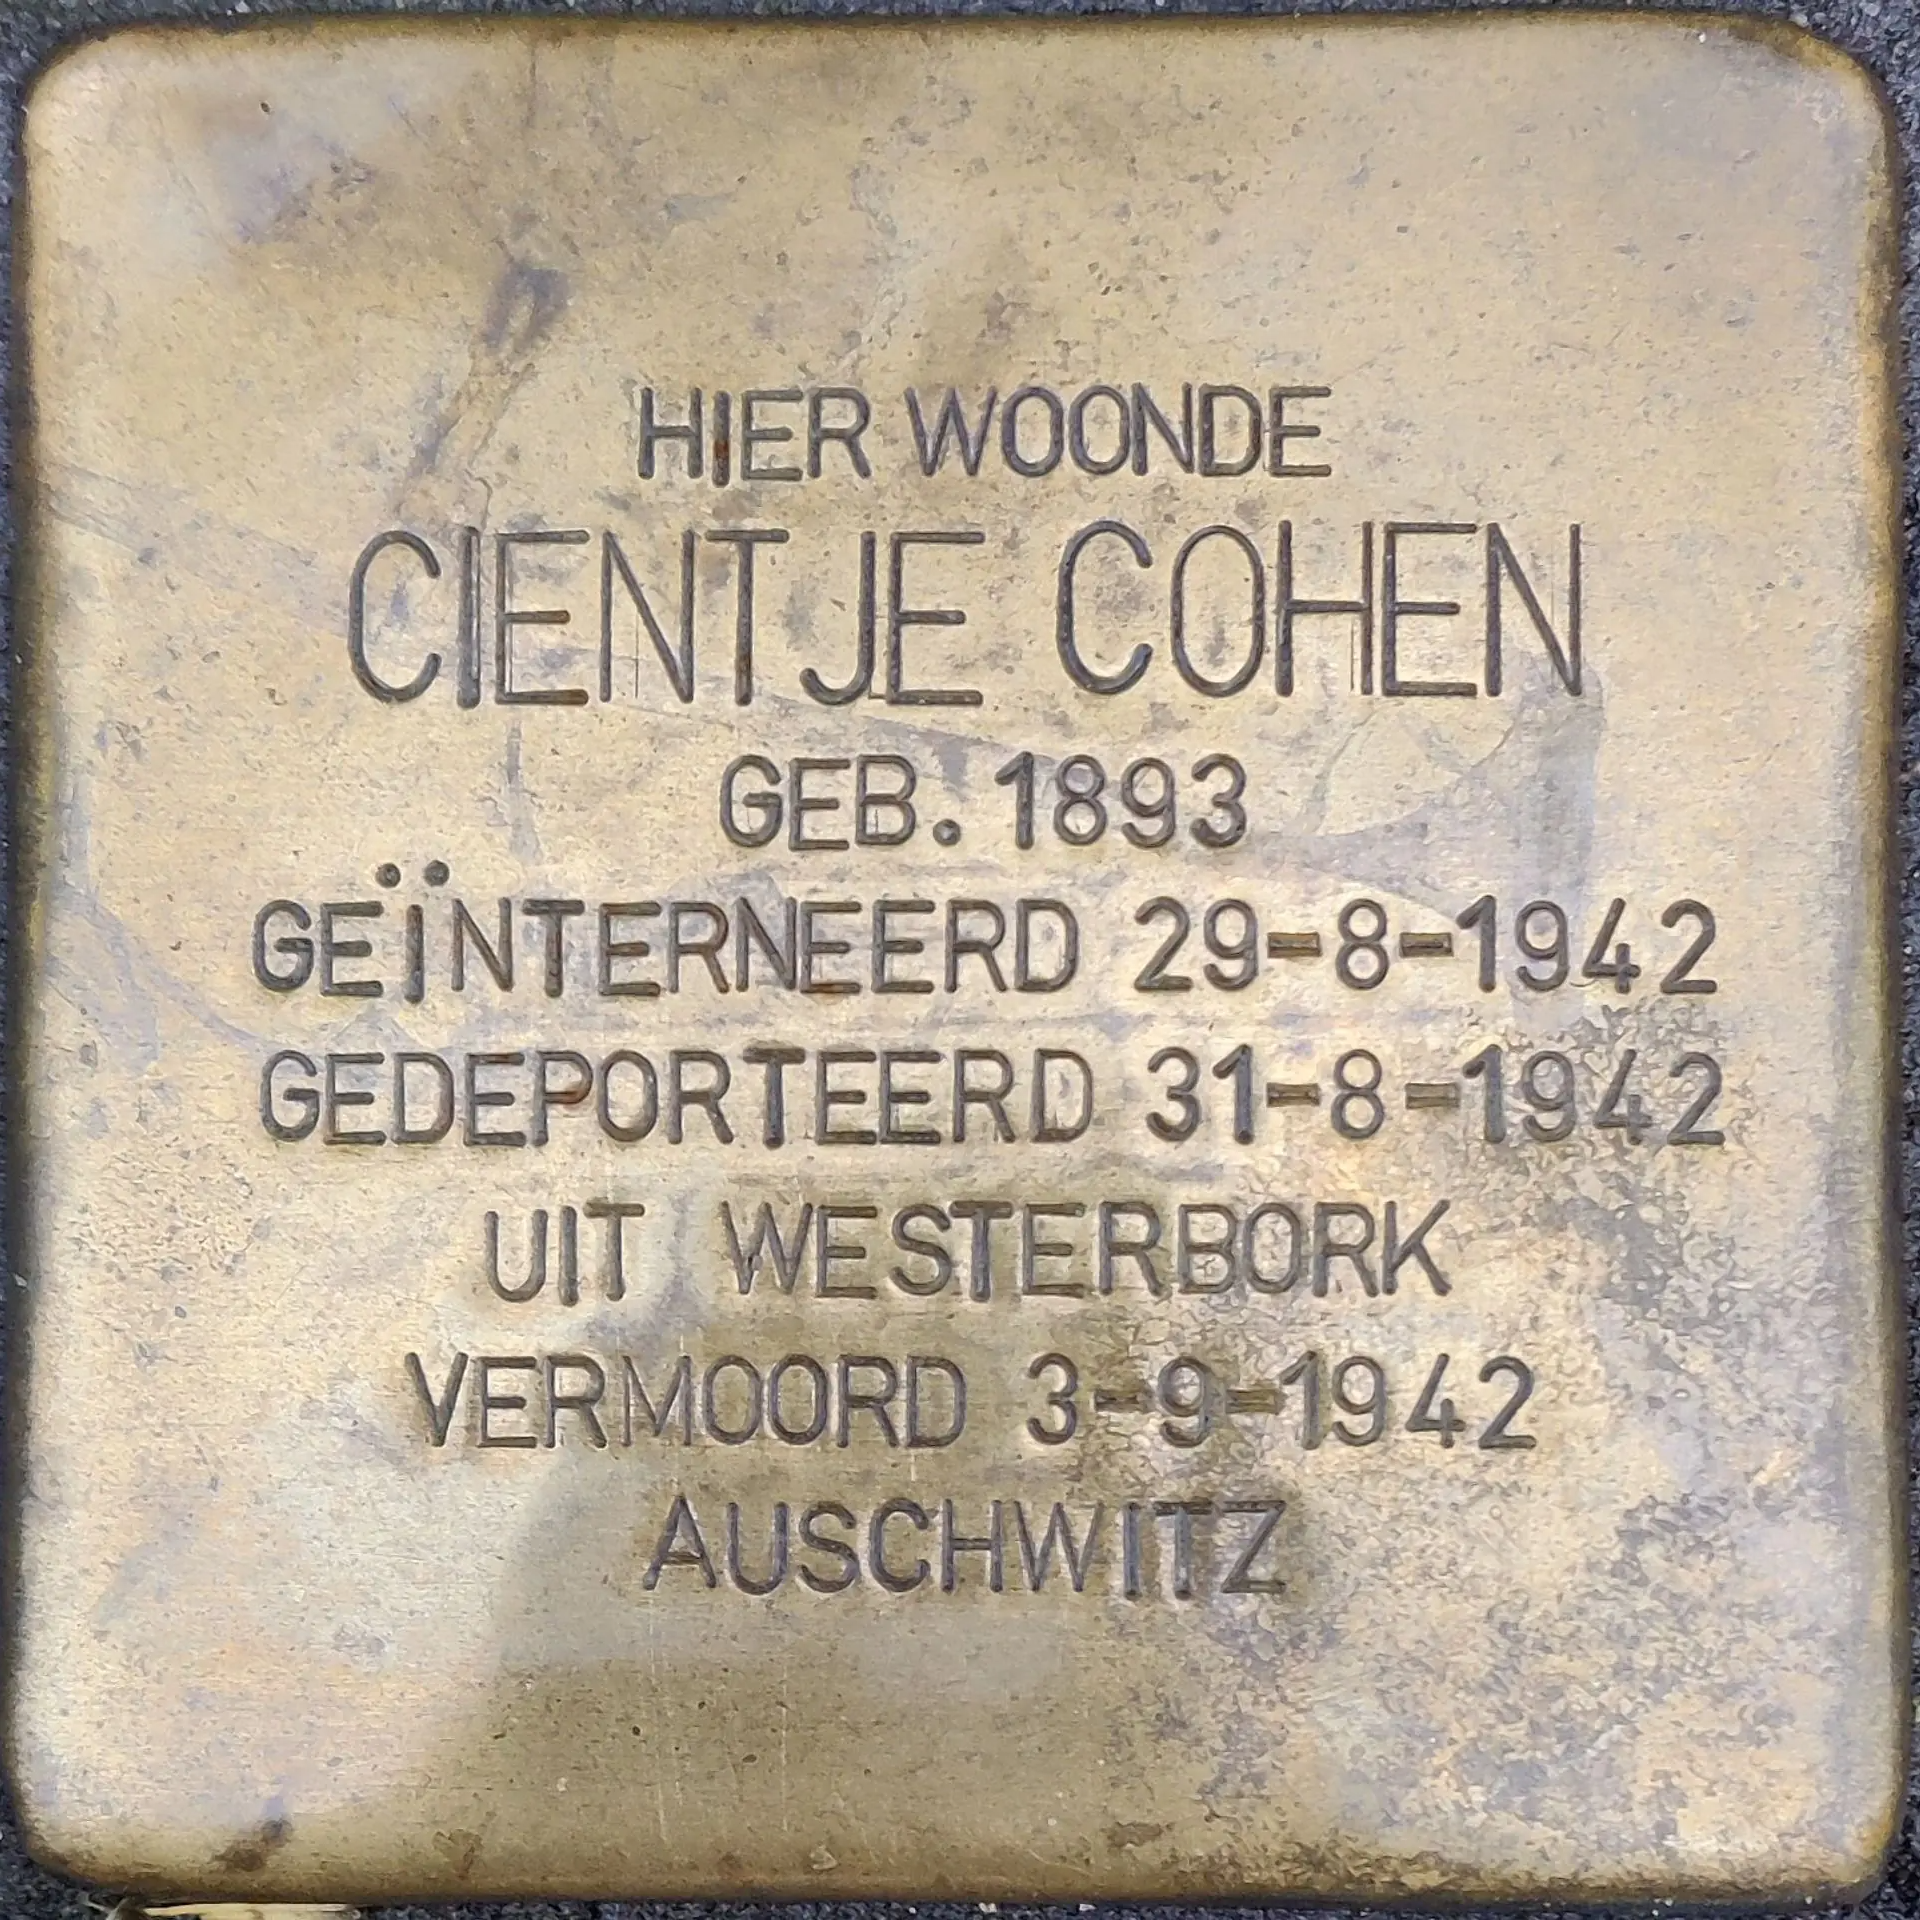 HIER WOONDE
CIENTJE COHEN
GEB. 1893
GEÏNTERNEERD 29-8-1942
GEDEPORTEERD 31-8-1942
UIT WESTERBORK
VERMOORD 3-9-1942
AUSCHWITZ